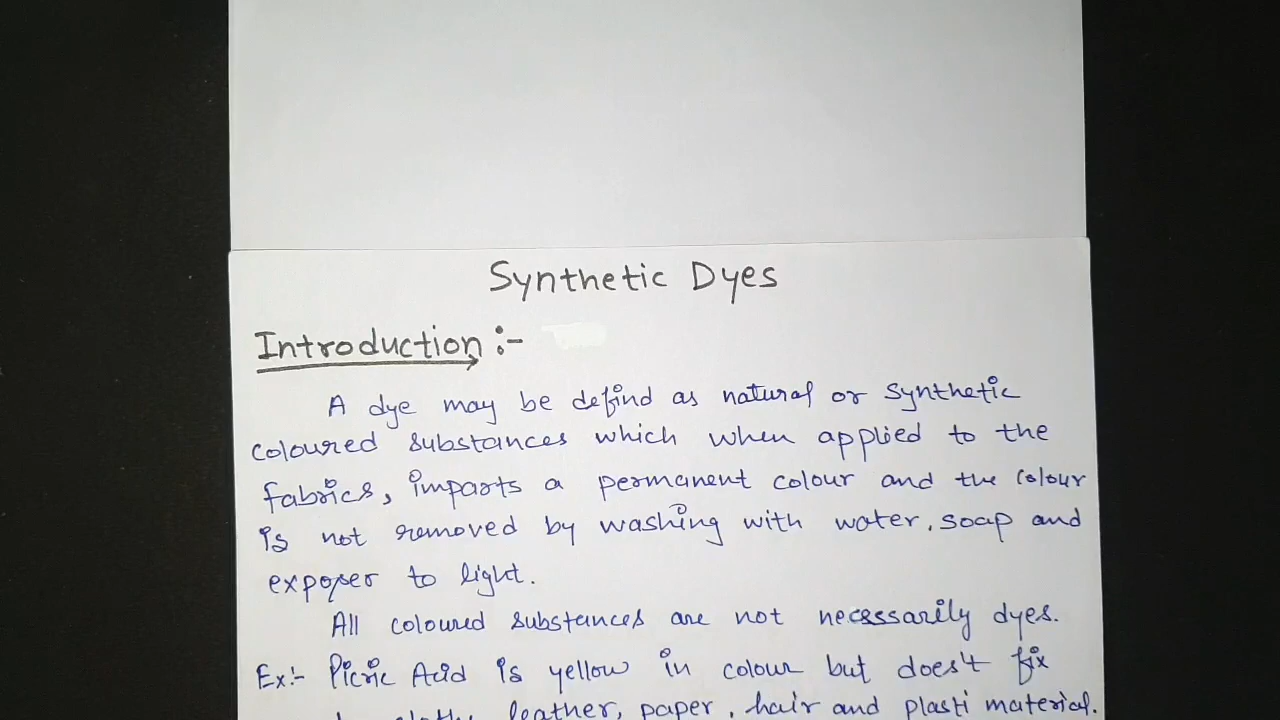 Synthetic Dyes
Introduction :-
A dye may be defind as natural or synthetic
coloured substances which when applied to the
fabrics, imparts a permanent colour and the colour
is not removed by washing with water, soap and
exposer to light.
All coloured substances are not necessarily dyes.
Ex:- Picric Acid is yellow in colour but does't fix
leather, paper, hair and plasti material.